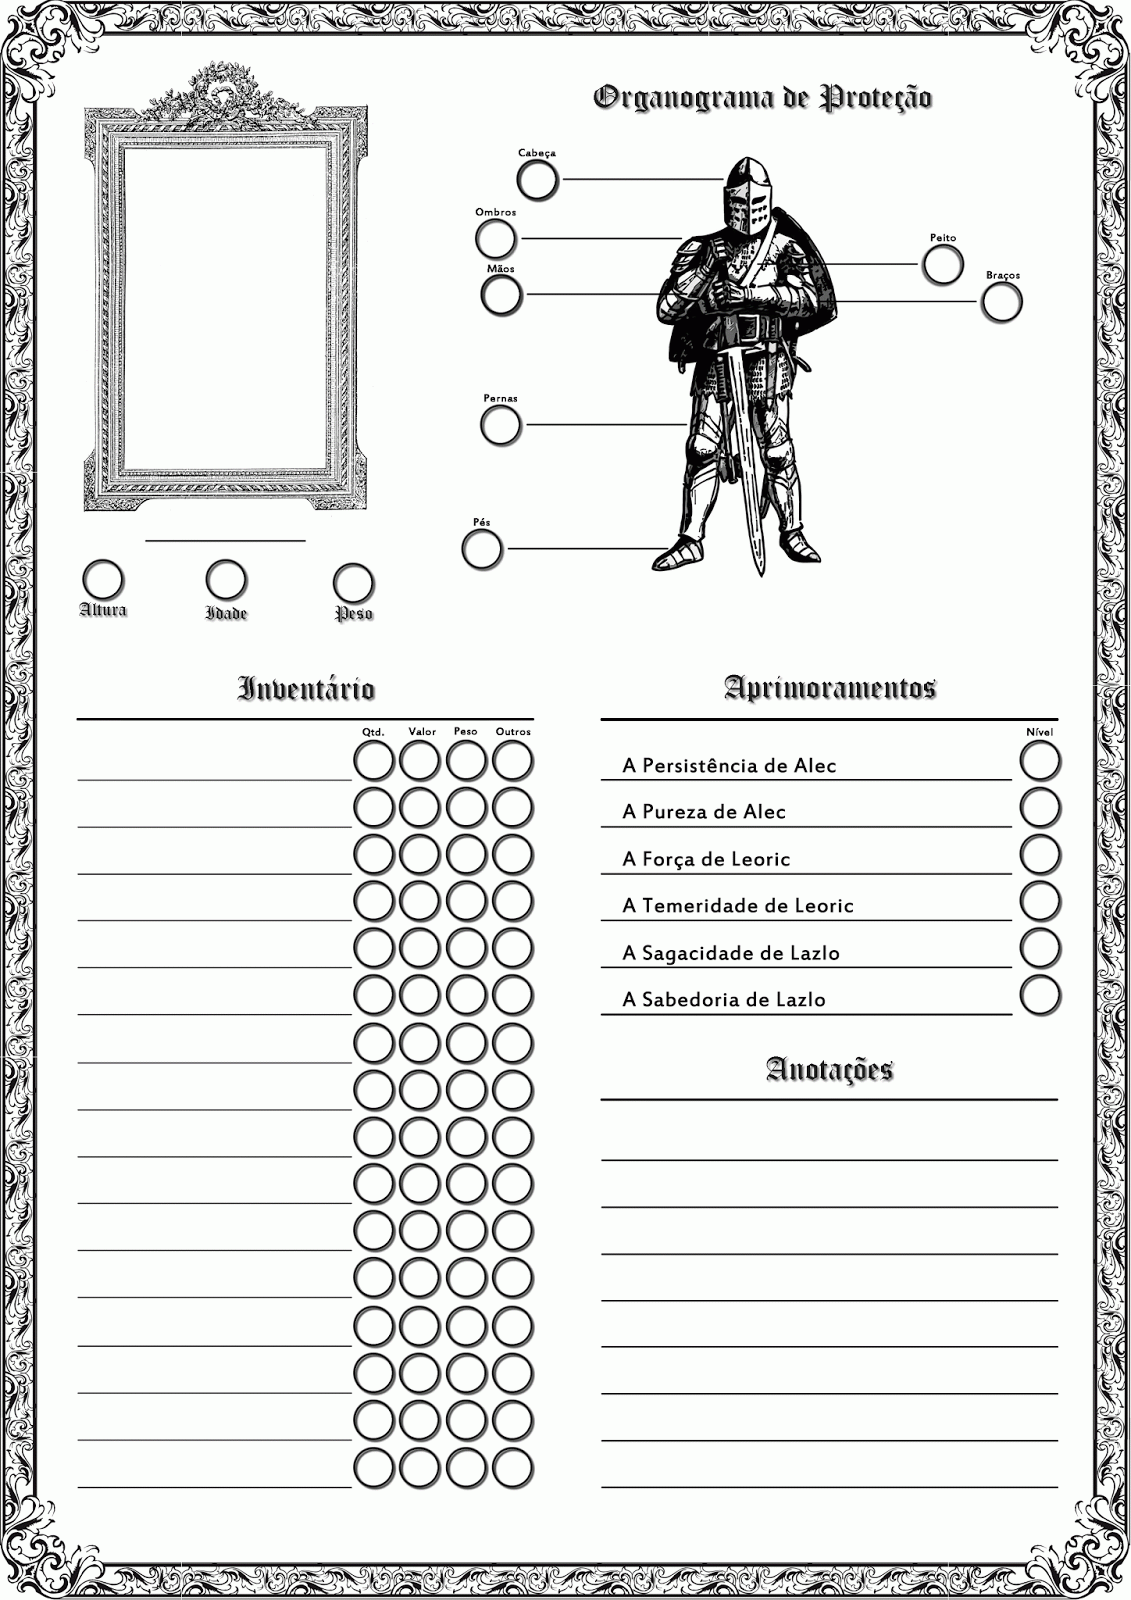 Organograma de Proteção
Cabeça
Ombros
Mãos
Peito
Braços
Pernas
Pés
Altura
Idade
Peso
Inventário
Qtd. Valor Peso Outros
Aprimoramentos
Nível
A Persistência de Alec
A Pureza de Alec
A Força de Leoric
A Temeridade de Leoric
A Sagacidade de Lazlo
A Sabedoria de Lazlo
Anotações